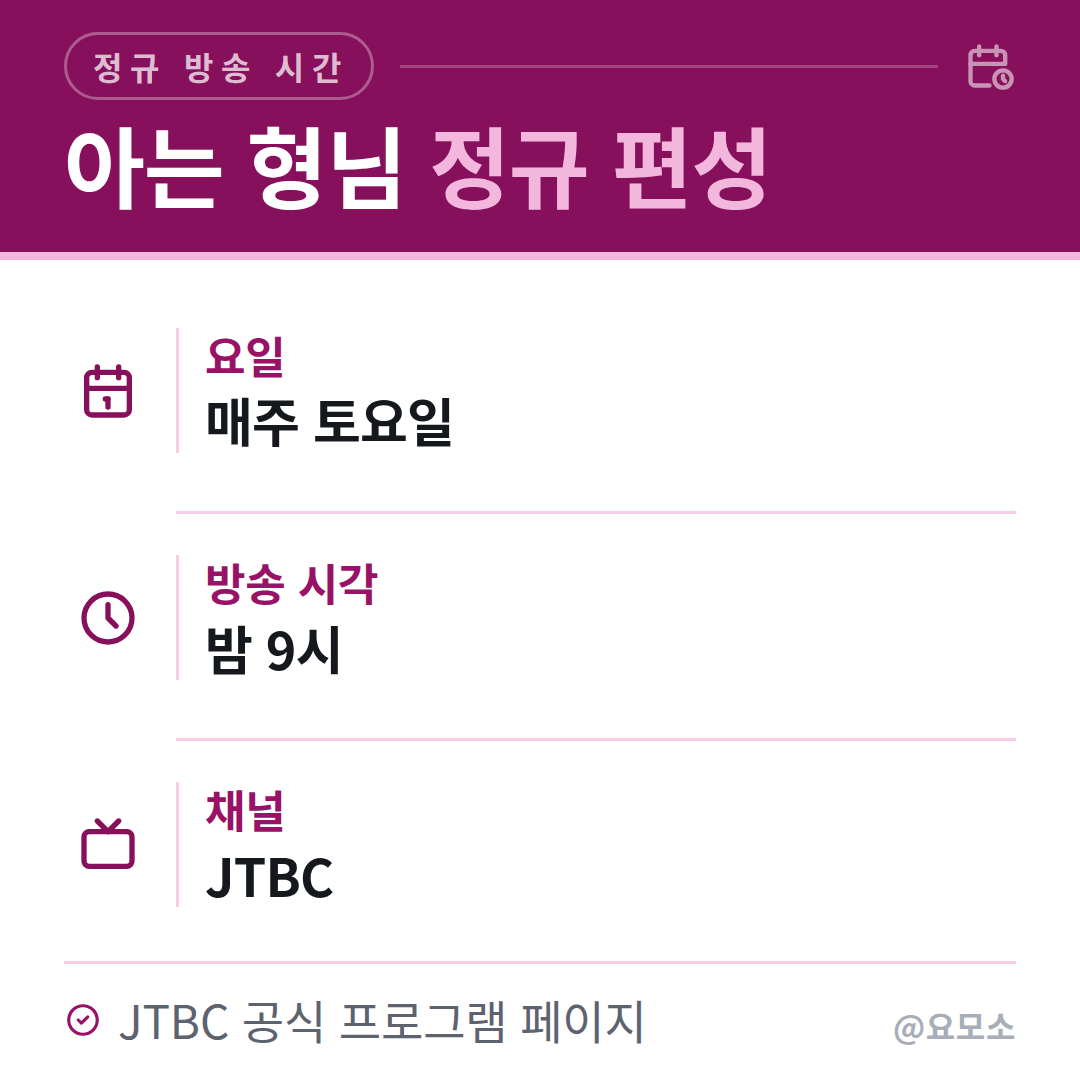 정규 방송 시간
아는 형님 정규 편성
요일
매주 토요일
방송 시각
밤 9시
채널
JTBC
JTBC 공식 프로그램 페이지
@요모소